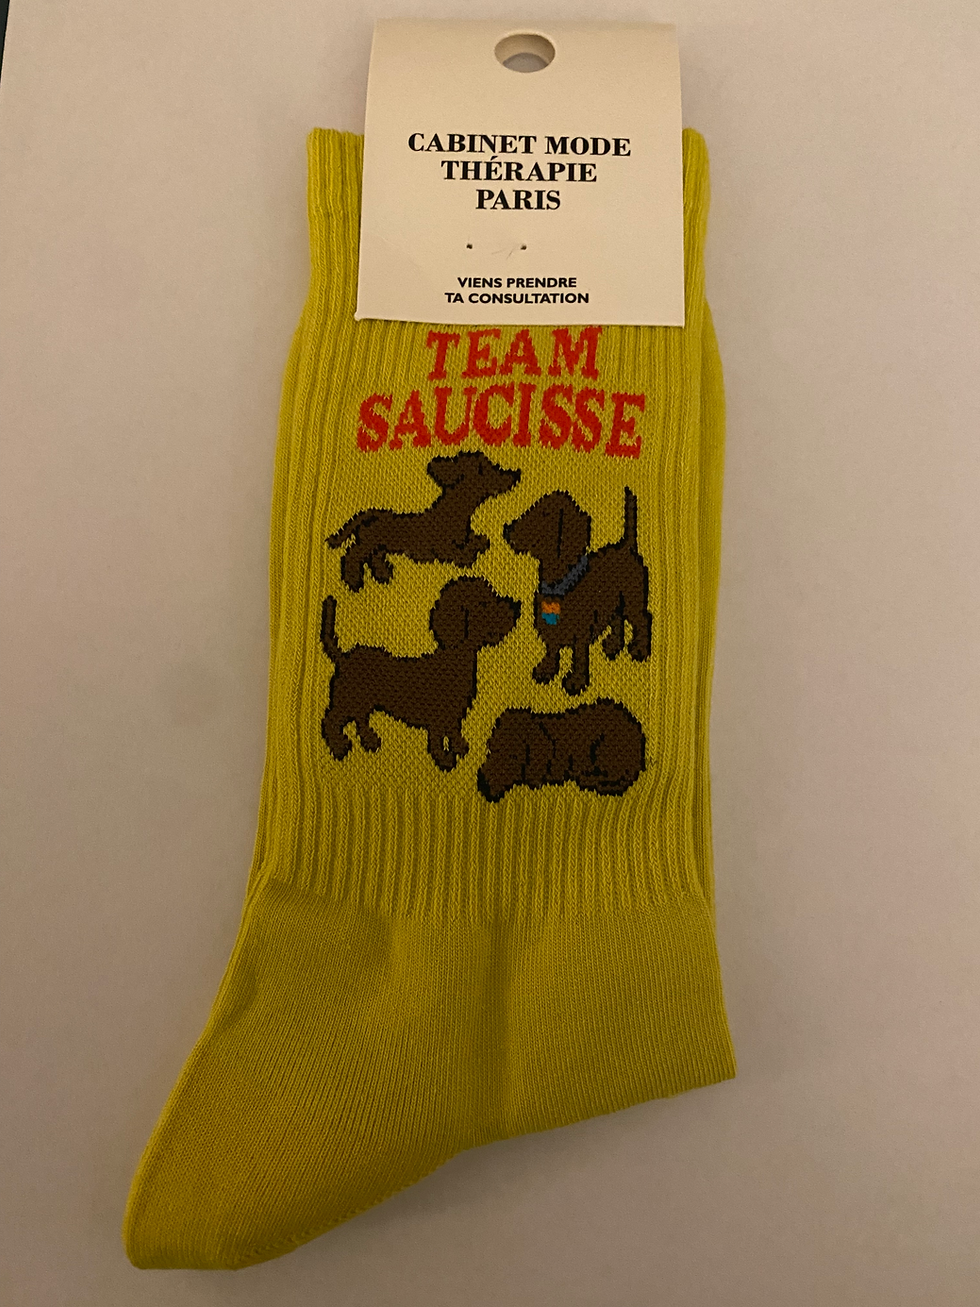 CABINET MODE
THÉRAPIE
PARIS
VIENS PRENDRE
TA CONSULTATION
TEAM
SAUCISSE